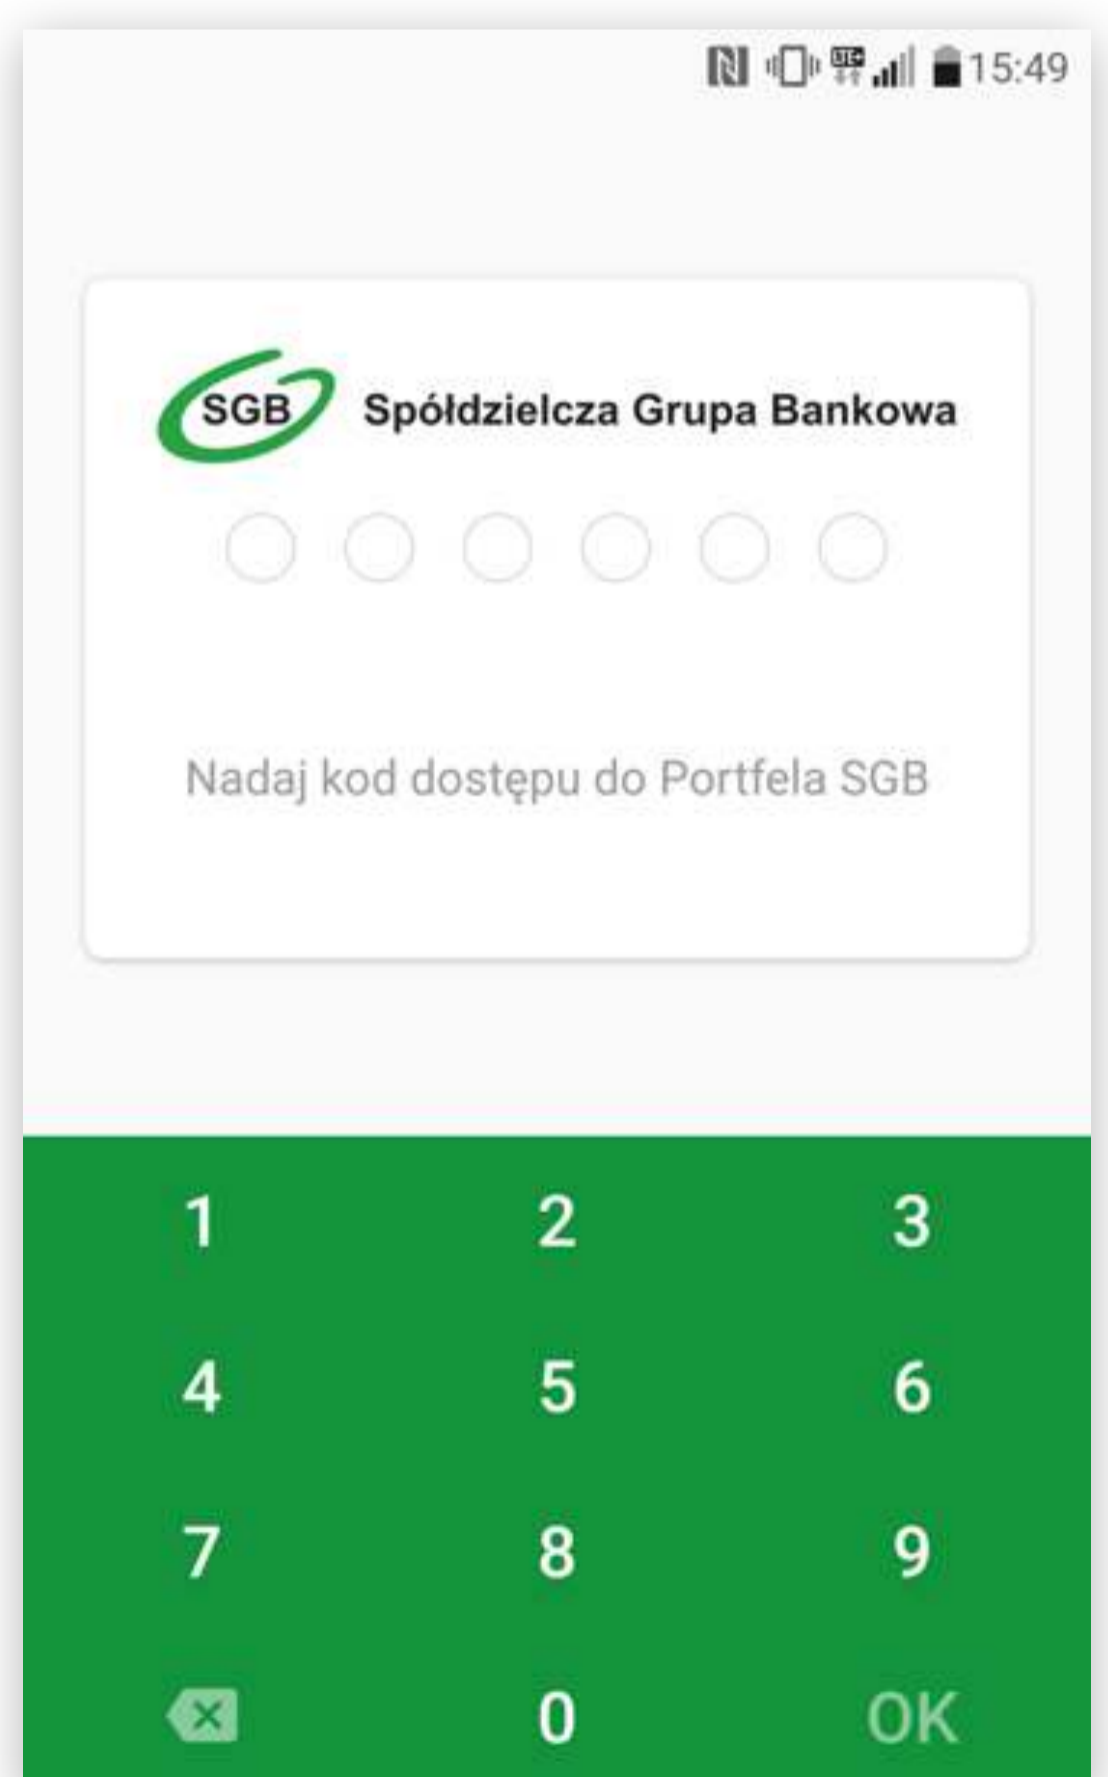 LTE+ 15:49
SGB Spółdzielcza Grupa Bankowa
Nadaj kod dostępu do Portfela SGB
1 2 3
4 5 6
7 8 9
0 OK